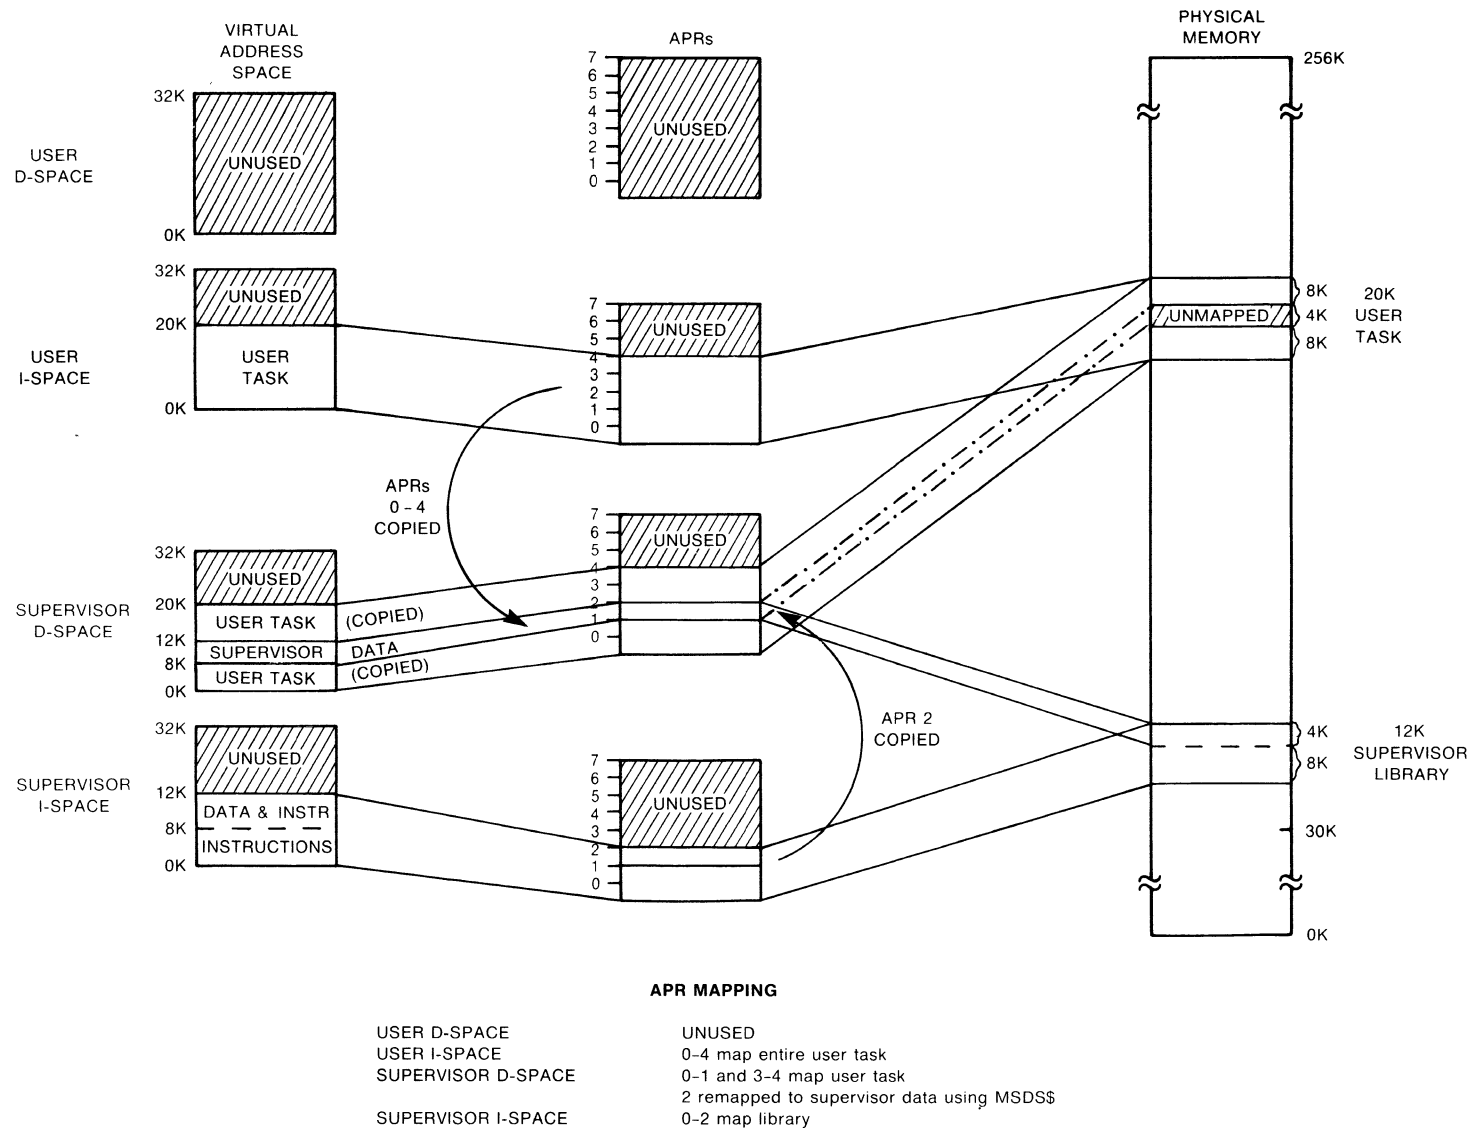 VIRTUAL
ADDRESS
SPACE
APRs
PHYSICAL
MEMORY
USER
D-SPACE
32K
UNUSED
0K
7
6
5
4
3
2
1
0
UNUSED
256K
USER
I-SPACE
32K
UNUSED
20K
USER
TASK
0K
7
6
5
4
3
2
1
0
UNUSED
8K
UNMAPPED
4K
8K
20K
USER
TASK
APRs
0-4
COPIED
SUPERVISOR
D-SPACE
32K
UNUSED
20K
USER TASK (COPIED)
12K
SUPERVISOR DATA
8K
USER TASK (COPIED)
0K
7
6
5
4
3
2
1
0
UNUSED
APR 2
COPIED
4K
8K
12K
SUPERVISOR
LIBRARY
SUPERVISOR
I-SPACE
32K
UNUSED
12K
DATA & INSTR
8K
INSTRUCTIONS
0K
7
6
5
4
3
2
1
0
UNUSED
30K
0K
APR MAPPING
USER D-SPACE UNUSED
USER I-SPACE 0-4 map entire user task
SUPERVISOR D-SPACE 0-1 and 3-4 map user task
2 remapped to supervisor data using MSDS$
SUPERVISOR I-SPACE 0-2 map library